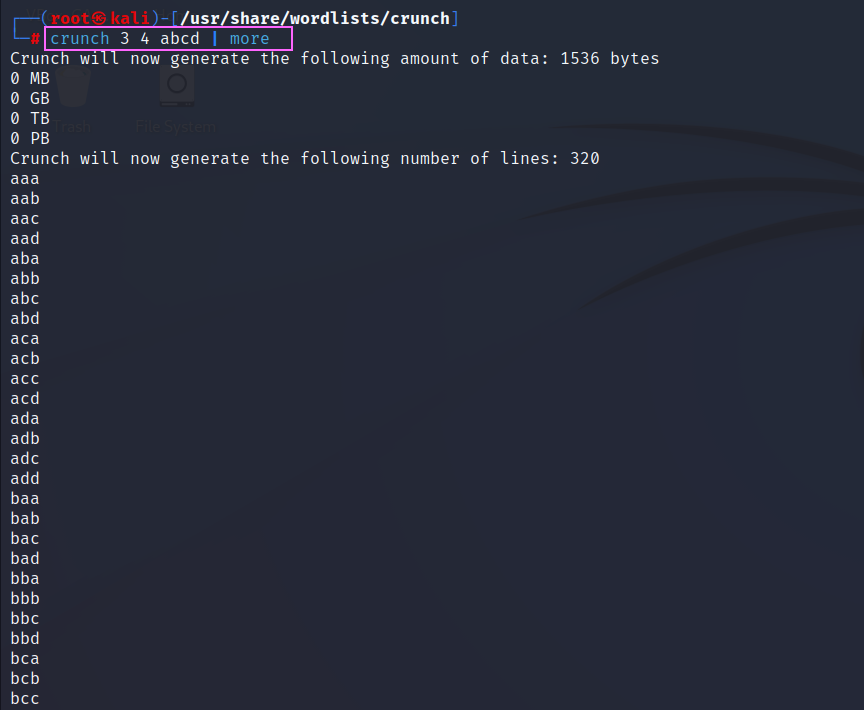 ┌──(root㉿kali)-[/usr/share/wordlists/crunch]
└─# crunch 3 4 abcd | more
Crunch will now generate the following amount of data: 1536 bytes
0 MB
0 GB
0 TB
0 PB
Crunch will now generate the following number of lines: 320
aaa
aab
aac
aad
aba
abb
abc
abd
aca
acb
acc
acd
ada
adb
adc
add
baa
bab
bac
bad
bba
bbb
bbc
bbd
bca
bcb
bcc
Trash
File System